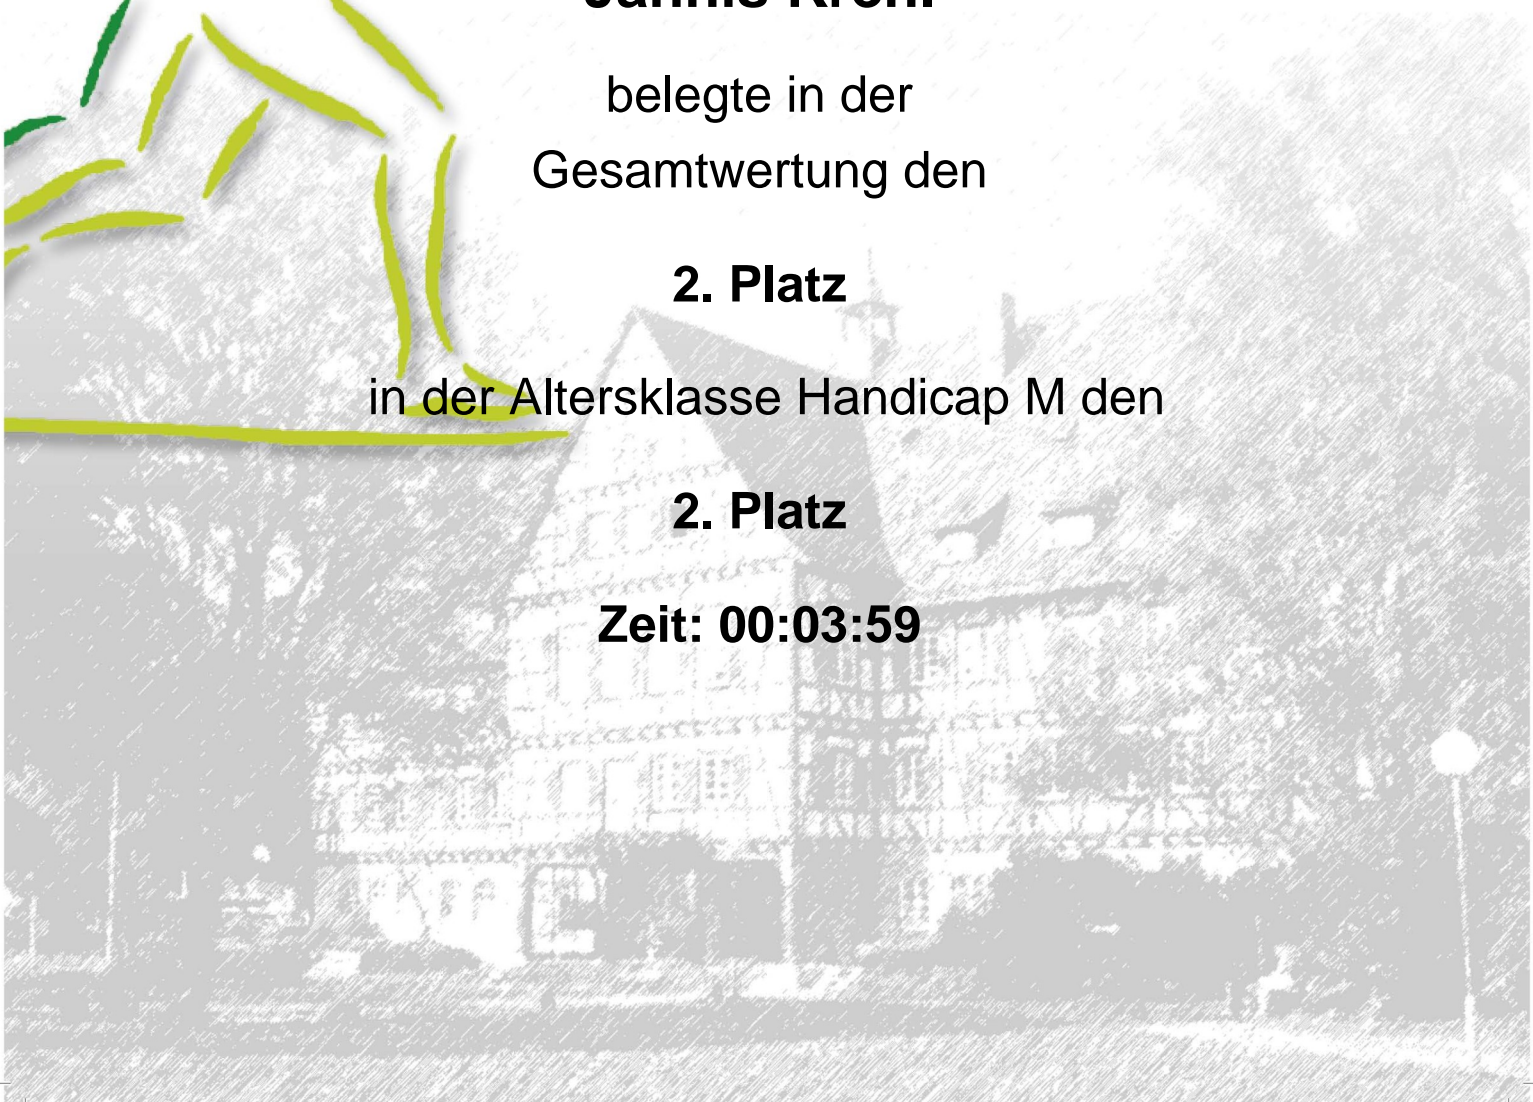 belegte in der
Gesamtwertung den
2. Platz
in der Altersklasse Handicap M den
2. Platz
Zeit: 00:03:59